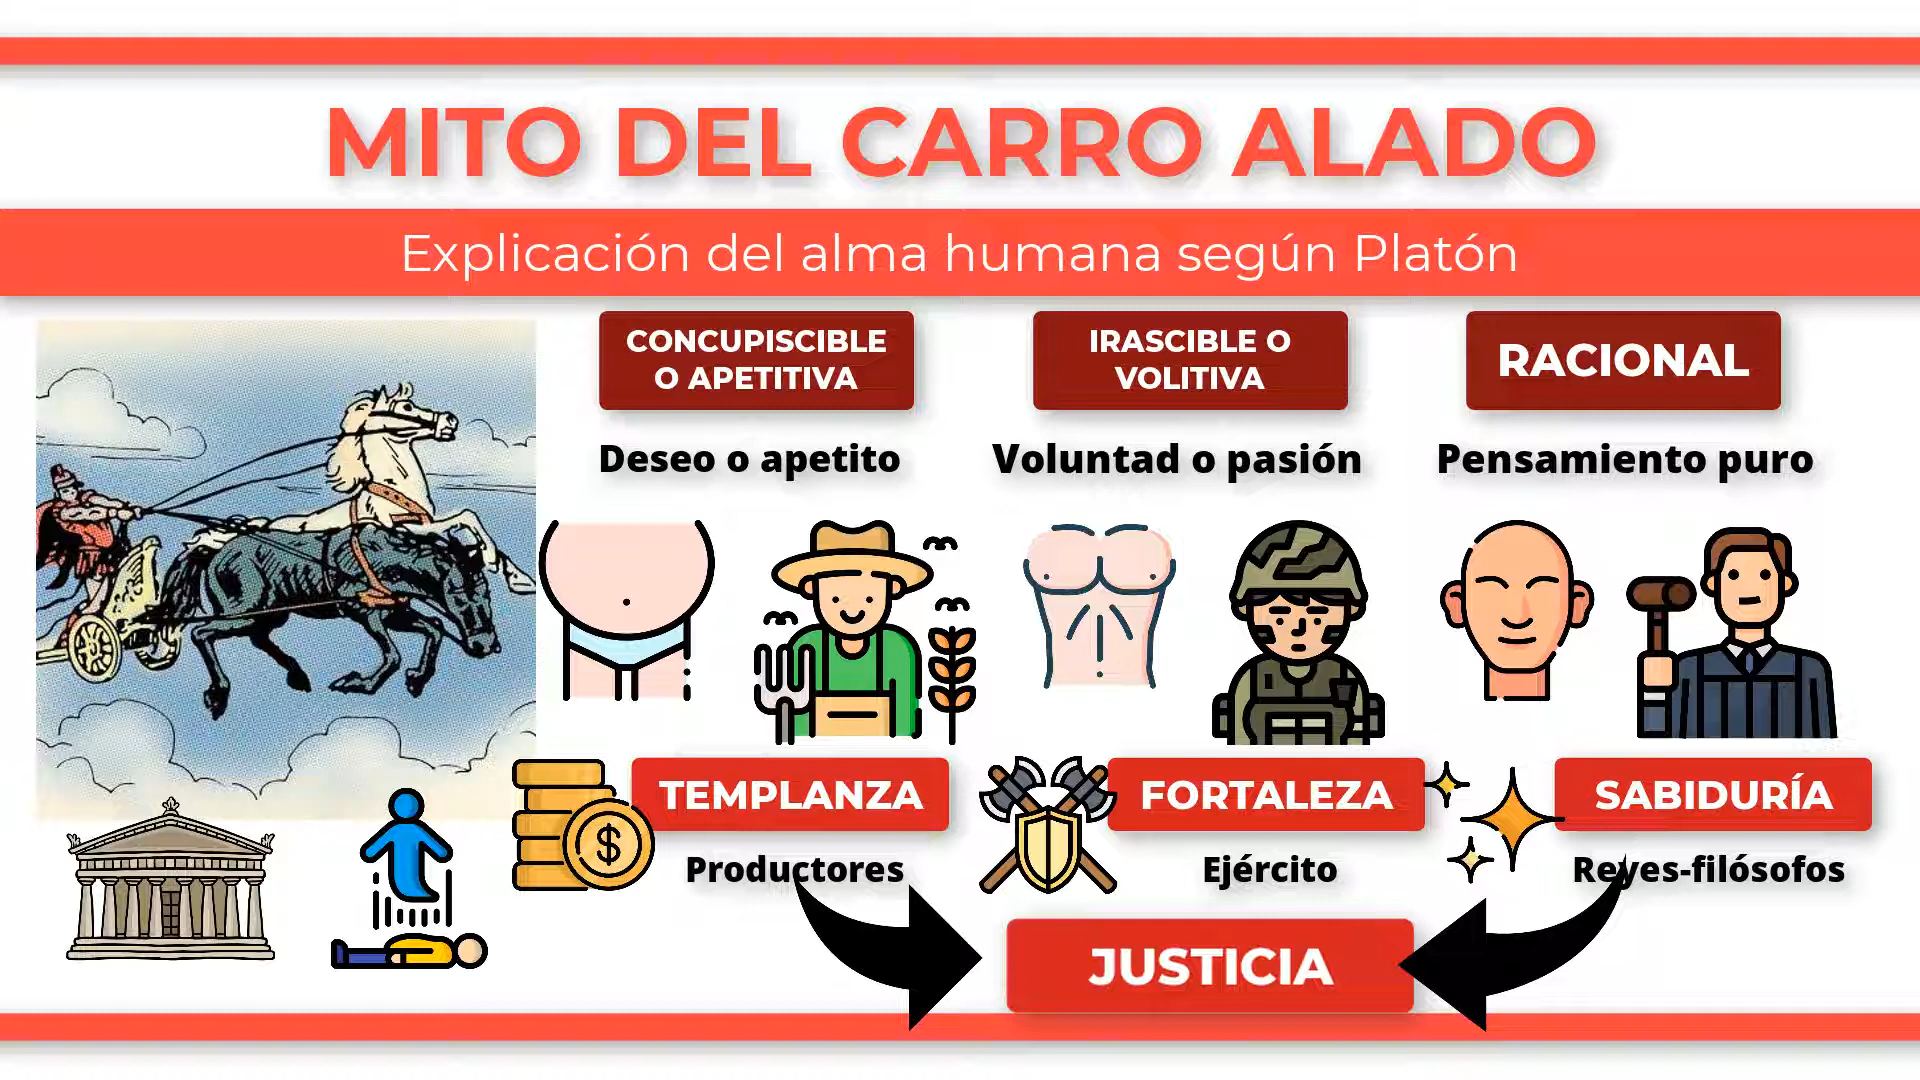 MITO DEL CARRO ALADO
Explicación del alma humana según Platón
CONCUPISCIBLE
O APETITIVA
Deseo o apetito
IRASCIBLE O
VOLITIVA
Voluntad o pasión
RACIONAL
Pensamiento puro
$
TEMPLANZA
Productores
FORTALEZA
Ejército
SABIDURÍA
Reyes-filósofos
JUSTICIA